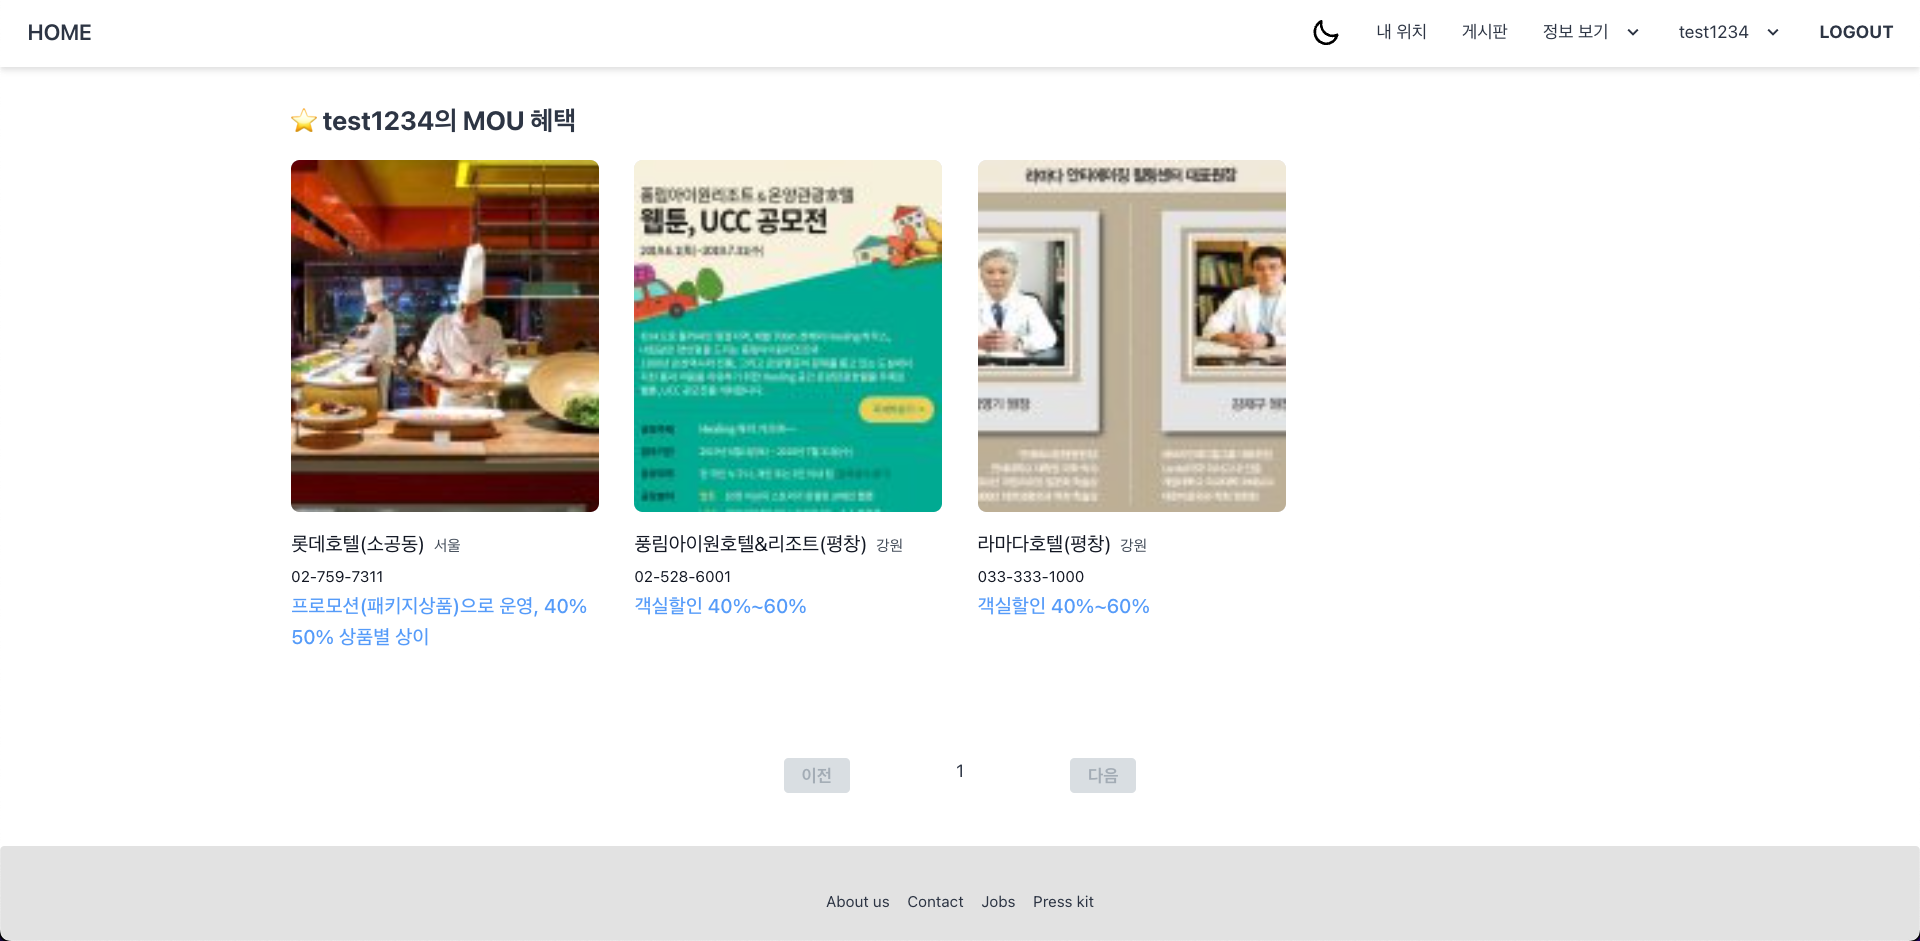 HOME
내 위치
게시판
정보 보기
test1234
LOGOUT
test1234의 MOU 혜택
풍림아이원리조트 & 온양관광호텔
웹툰, UCC 공모전
라마다 안티에이징 힐링센터 대표원장
롯데호텔(소공동) 서울
02-759-7311
프로모션(패키지상품)으로 운영, 40%
50% 상품별 상이
풍림아이원호텔&리조트(평창) 강원
02-528-6001
객실할인 40%~60%
라마다호텔(평창) 강원
033-333-1000
객실할인 40%~60%
이전
1
다음
About us
Contact
Jobs
Press kit